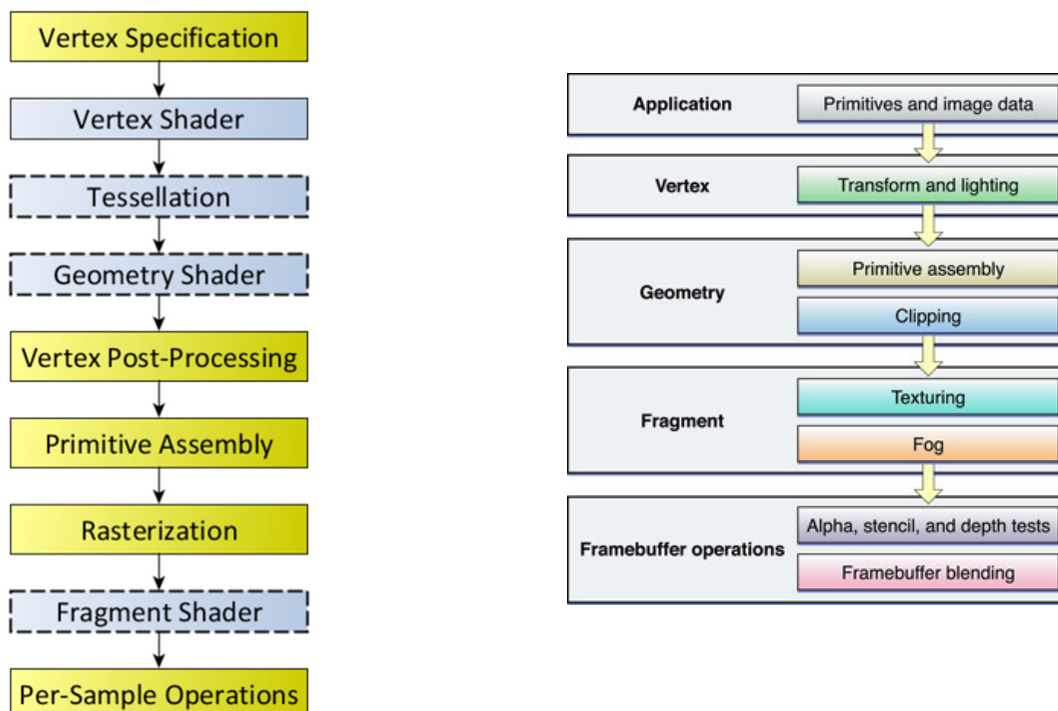 Vertex Specification
Vertex Shader
Tessellation
Geometry Shader
Vertex Post-Processing
Primitive Assembly
Rasterization
Fragment Shader
Per-Sample Operations
Application
Primitives and image data
Vertex
Transform and lighting
Geometry
Primitive assembly
Clipping
Fragment
Texturing
Fog
Framebuffer operations
Alpha, stencil, and depth tests
Framebuffer blending